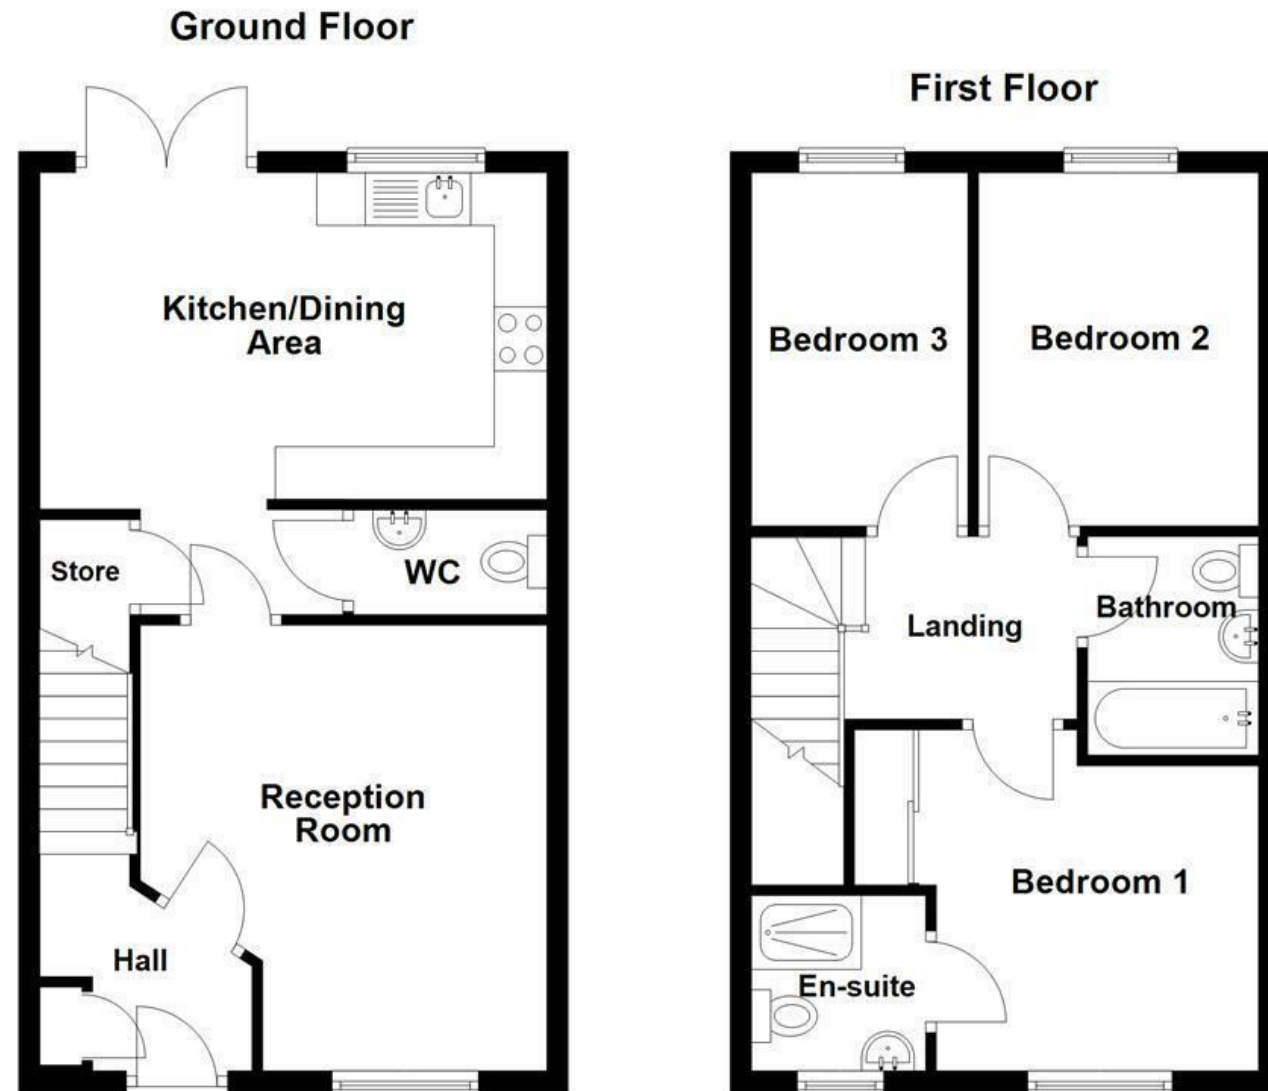 Ground Floor
Kitchen/Dining
Area
Store
WC
Reception
Room
Hall
First Floor
Bedroom 3
Bedroom 2
Landing
Bathroom
Bedroom 1
En-suite